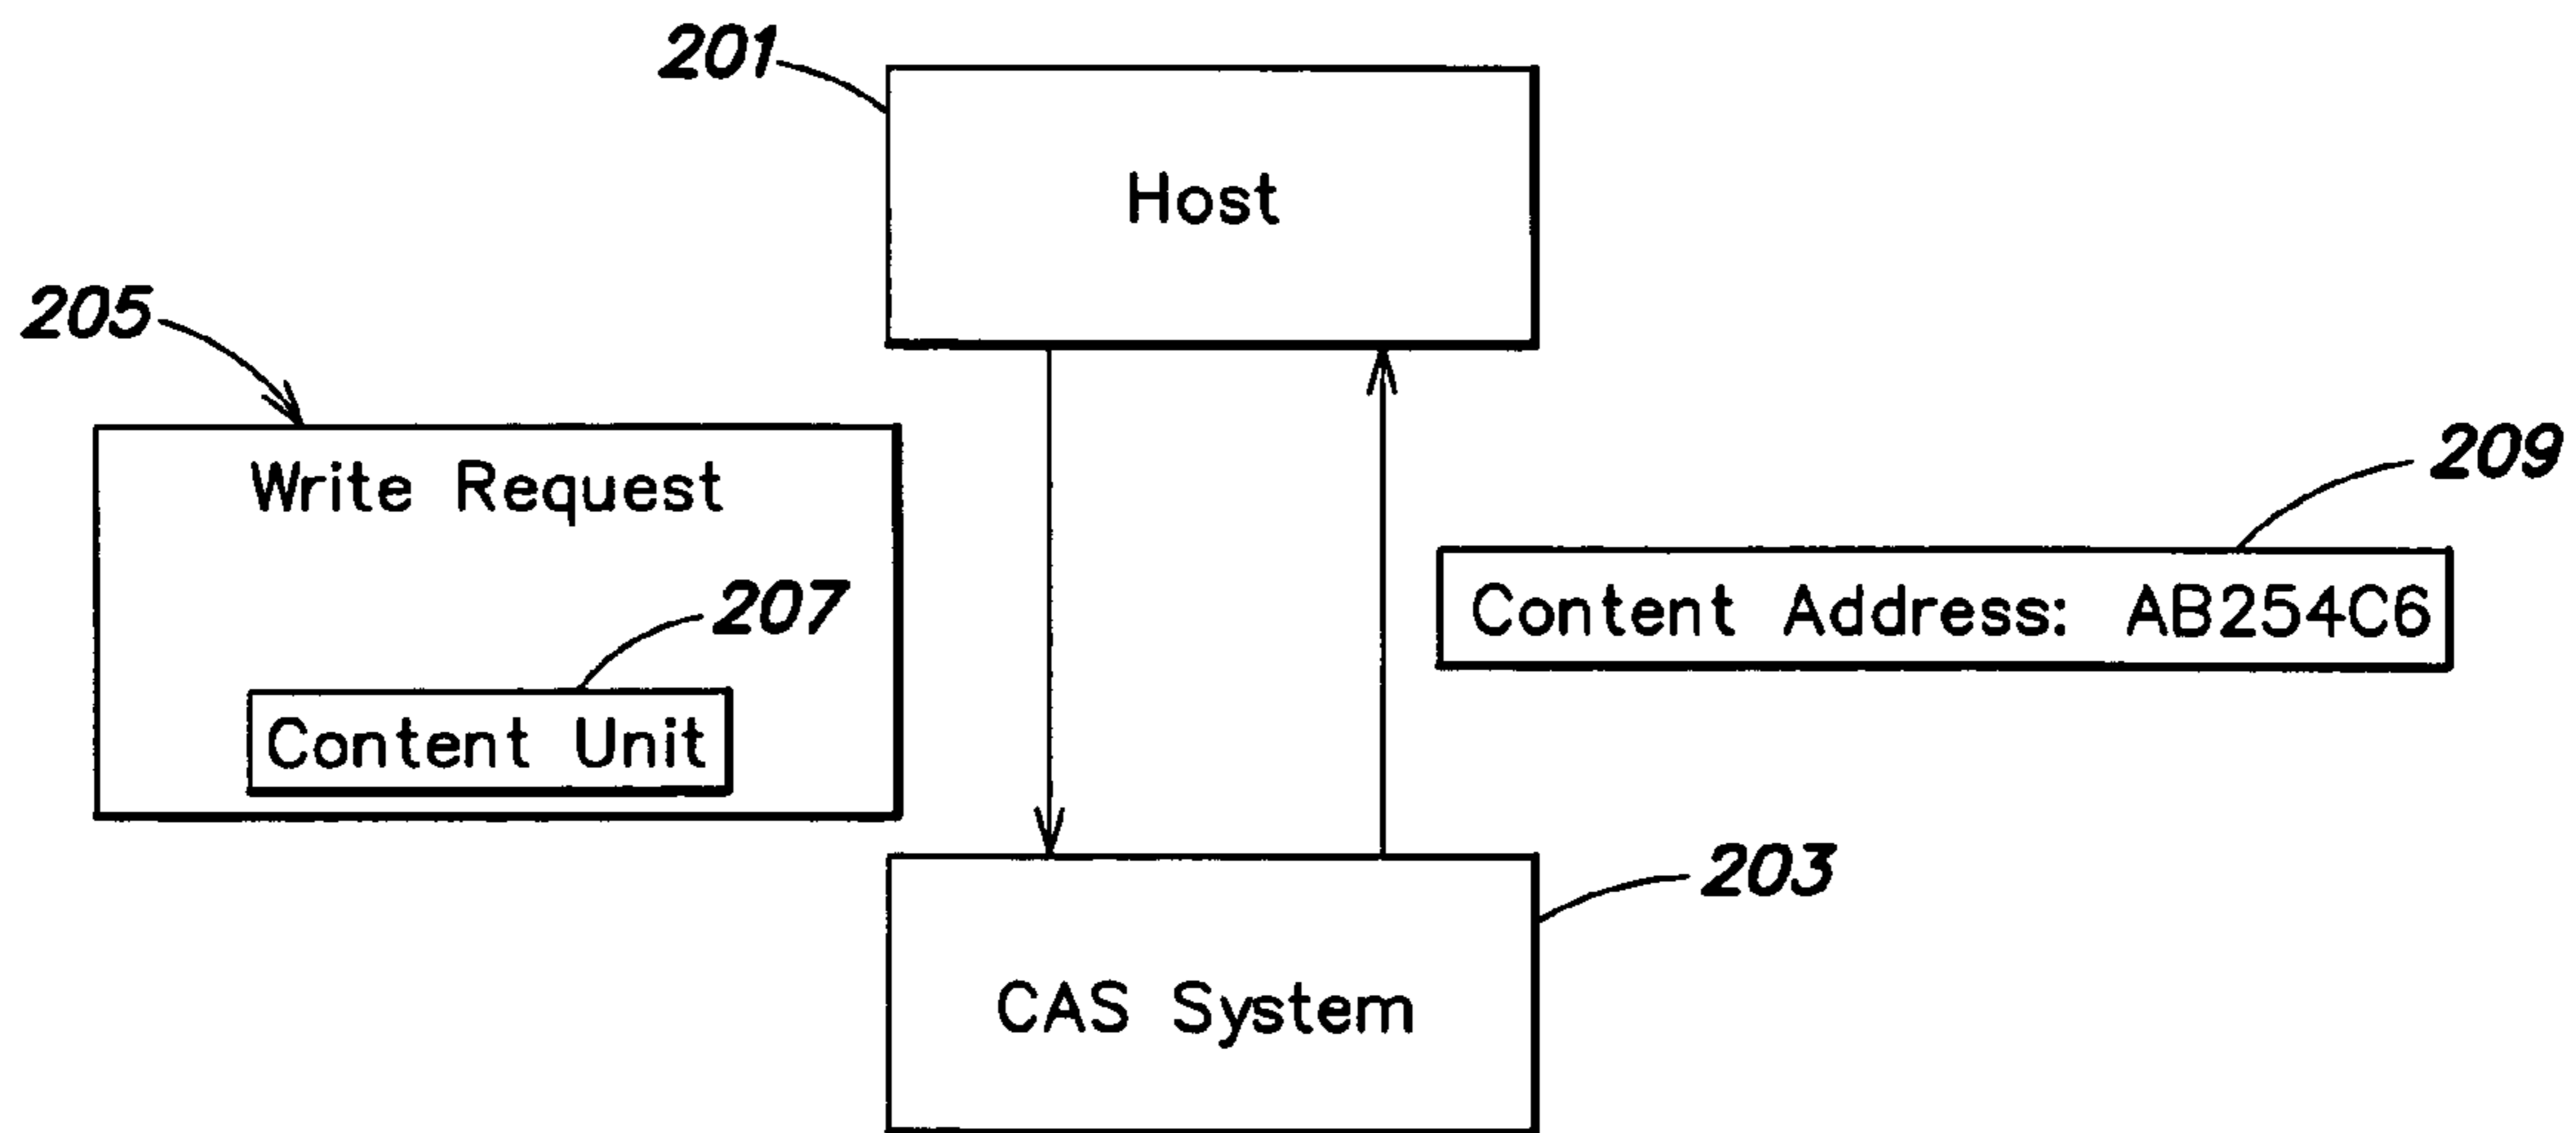 201
Host
205
Write Request
209
207
Content Address: AB254C6
Content Unit
203
CAS System